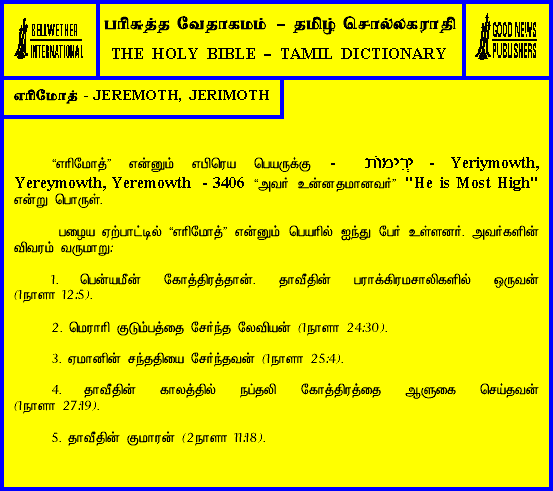 BELLWETHER
INTERNATIONAL
பரிசுத்த வேதாகமம் – தமிழ் சொல்லகராதி
THE HOLY BIBLE – TAMIL DICTIONARY
GOOD NEWS
PUBLISHERS
எரிமோத் - JEREMOTH, JERIMOTH
“எரிமோத்” என்னும் எபிரெய பெயருக்கு - יְרִימוֹת - Yeriymowth,
Yereymowth, Yeremowth - 3406 “அவர் உன்னதமானவர்” "He is Most High"
என்று பொருள்.
பழைய ஏற்பாட்டில் “எரிமோத்” என்னும் பெயரில் ஐந்து பேர் உள்ளனர். அவர்களின்
விவரம் வருமாறு:
1. பென்யமீன் கோத்திரத்தான். தாவீதின் பராக்கிரமசாலிகளில் ஒருவன்
(1நாளா 12:5).
2. மெராரி குடும்பத்தை சேர்ந்த லேவியன் (1நாளா 24:30).
3. ஏமானின் சந்ததியை சேர்ந்தவன் (1நாளா 25:4).
4. தாவீதின் காலத்தில் நப்தலி கோத்திரத்தை ஆளுகை செய்தவன்
(1நாளா 27:19).
5. தாவீதின் குமாரன் (2நாளா 11:18).